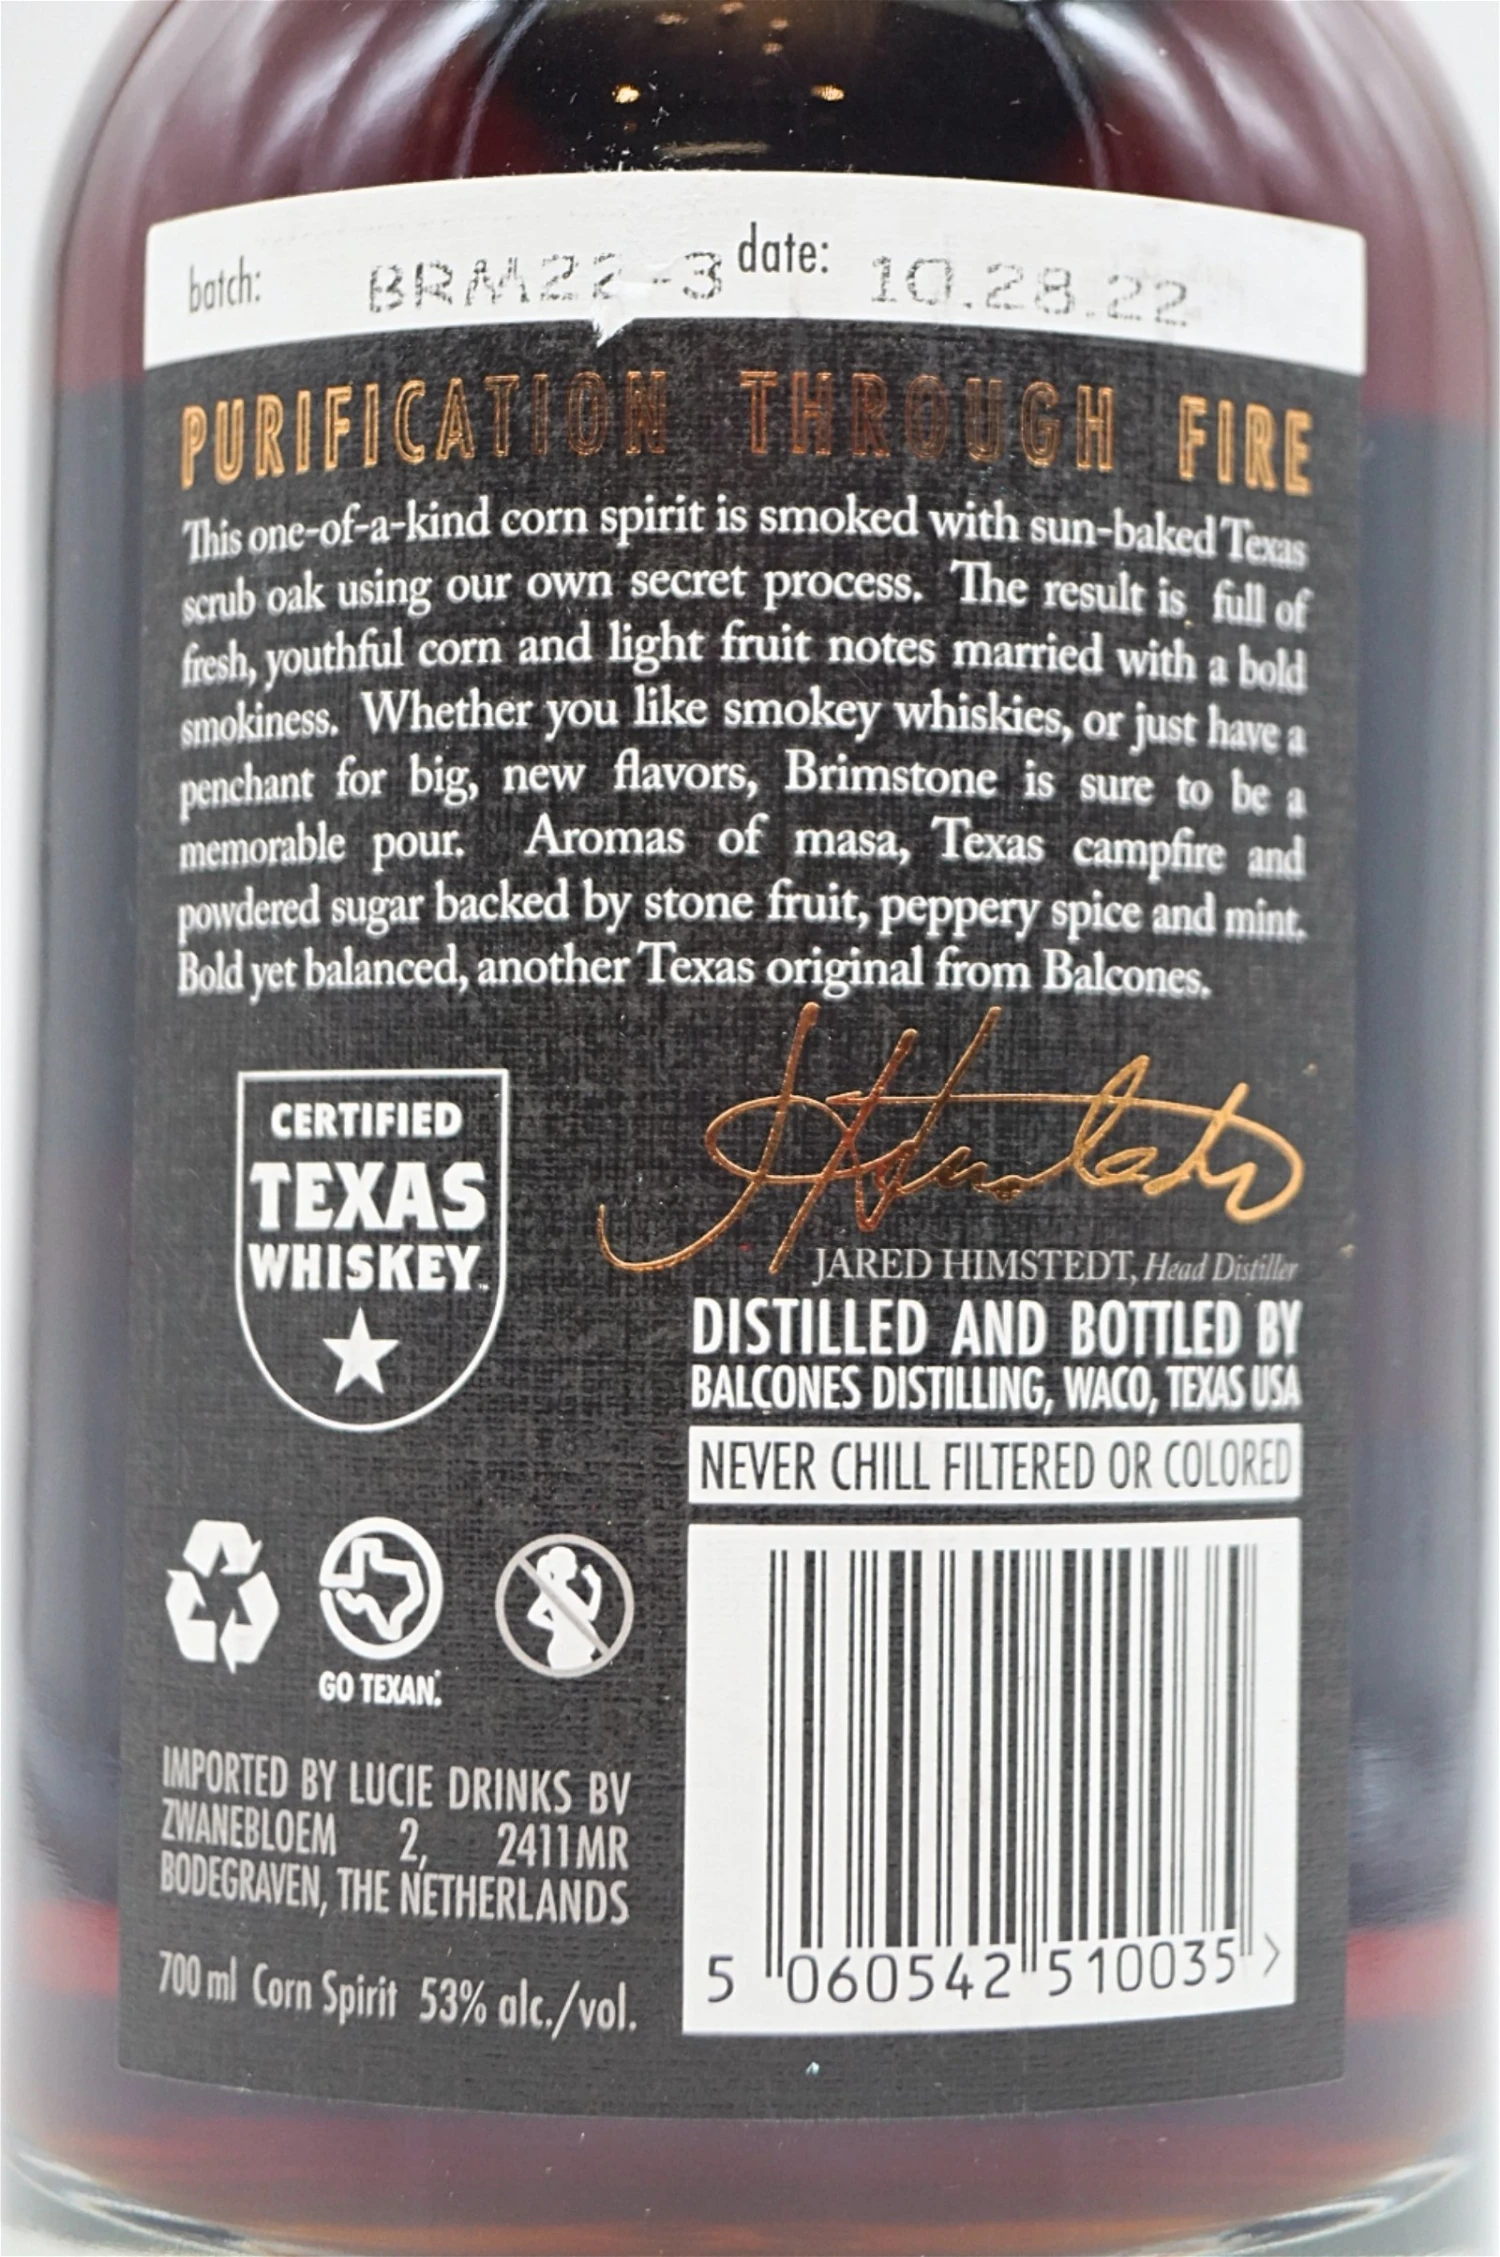 batch: BRM22-3 date: 10.28.22
PURIFICATION THROUGH FIRE
This one-of-a-kind corn spirit is smoked with sun-baked Texas
scrub oak using our own secret process. The result is full of
fresh, youthful corn and light fruit notes married with a bold
smokiness. Whether you like smokey whiskies, or just have a
penchant for big, new flavors, Brimstone is sure to be a
memorable pour. Aromas of masa, Texas campfire and
powdered sugar backed by stone fruit, peppery spice and mint.
Bold yet balanced, another Texas original from Balcones.
CERTIFIED
TEXAS
WHISKEY™
JARED HIMSTEDT, Head Distiller
DISTILLED AND BOTTLED BY
BALCONES DISTILLING, WACO, TEXAS USA
NEVER CHILL FILTERED OR COLORED
GO TEXAN.
IMPORTED BY LUCIE DRINKS BV
ZWANEBLOEM 2, 2411MR
BODEGRAVEN, THE NETHERLANDS
700 ml Corn Spirit 53% alc./vol.
5 060542 510035 >